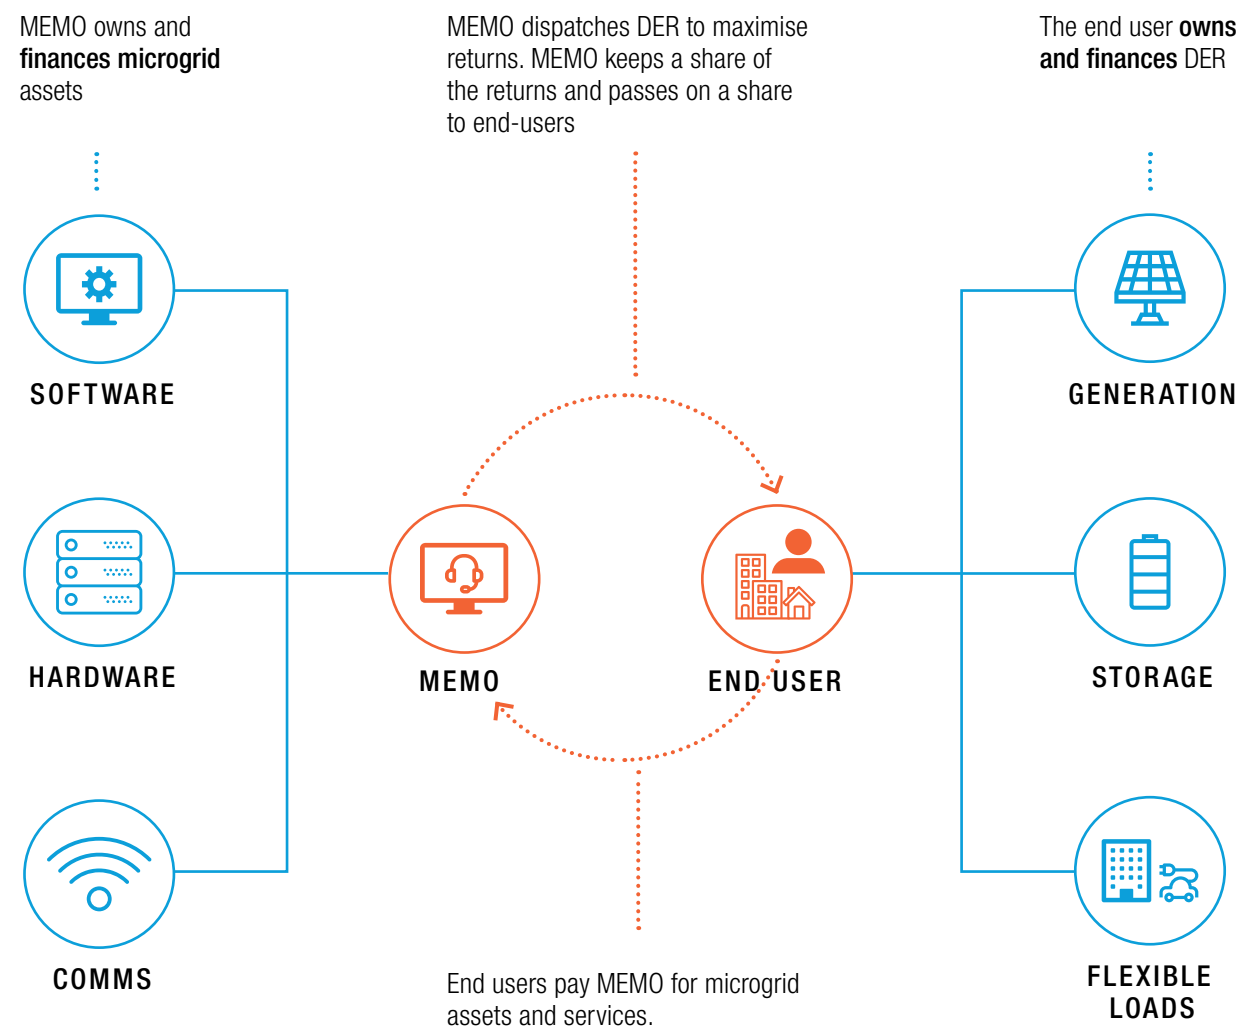 MEMO owns and
finances microgrid
assets
MEMO dispatches DER to maximise
returns. MEMO keeps a share of
the returns and passes on a share
to end-users
The end user owns
and finances DER
SOFTWARE
GENERATION
HARDWARE
MEMO
END USER
STORAGE
COMMS
FLEXIBLE
LOADS
End users pay MEMO for microgrid
assets and services.